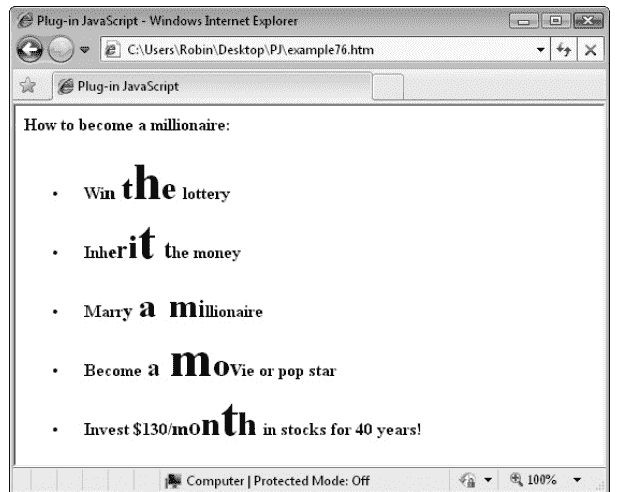 Plug-in JavaScript - Windows Internet Explorer
C:\Users\Robin\Desktop\PJ\example76.htm
Plug-in JavaScript
How to become a millionaire:
• Win the lottery
• Inherit the money
• Marry a millionaire
• Become a moVie or pop star
• Invest $130/month in stocks for 40 years!
Computer | Protected Mode: Off
100%